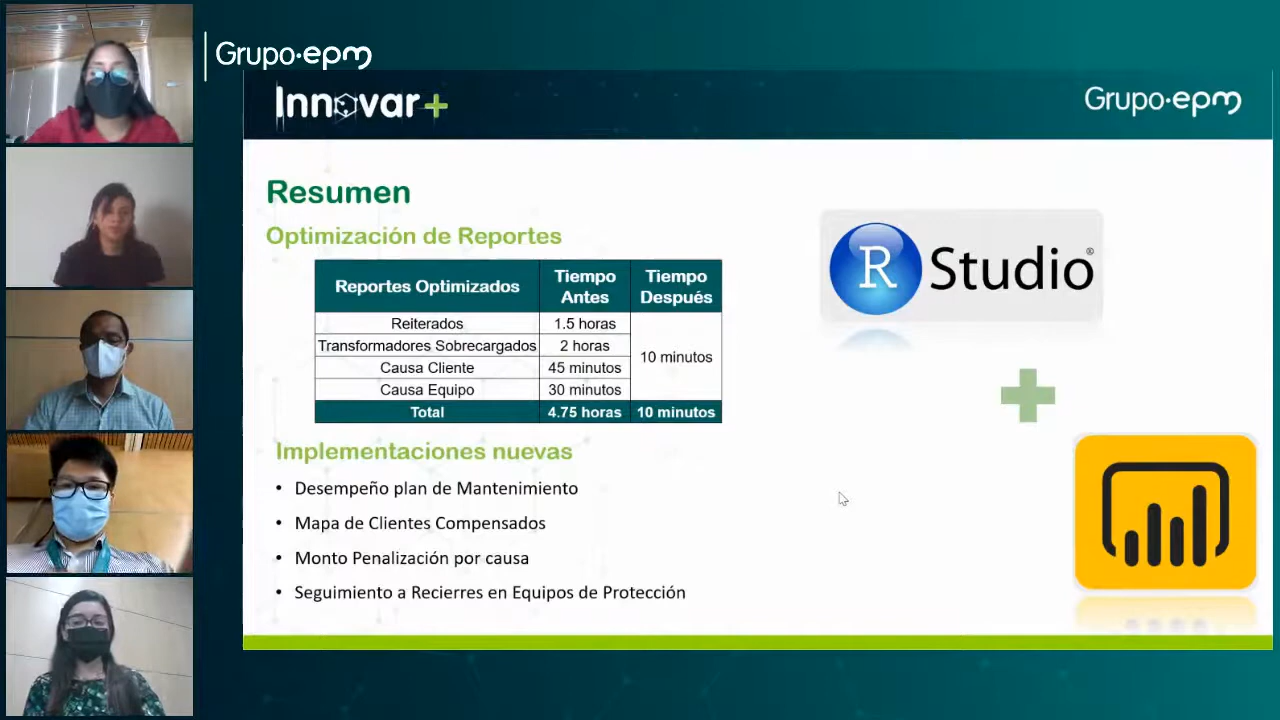 Grupo·epm
Innovar+
Grupo·epm
Resumen
Optimización de Reportes
Reportes Optimizados
Tiempo Antes
Tiempo Después
Reiterados
1.5 horas
10 minutos
Transformadores Sobrecargados
2 horas
Causa Cliente
45 minutos
Causa Equipo
30 minutos
Total
4.75 horas
10 minutos
Implementaciones nuevas
• Desempeño plan de Mantenimiento
• Mapa de Clientes Compensados
• Monto Penalización por causa
• Seguimiento a Recierres en Equipos de Protección
R Studio®